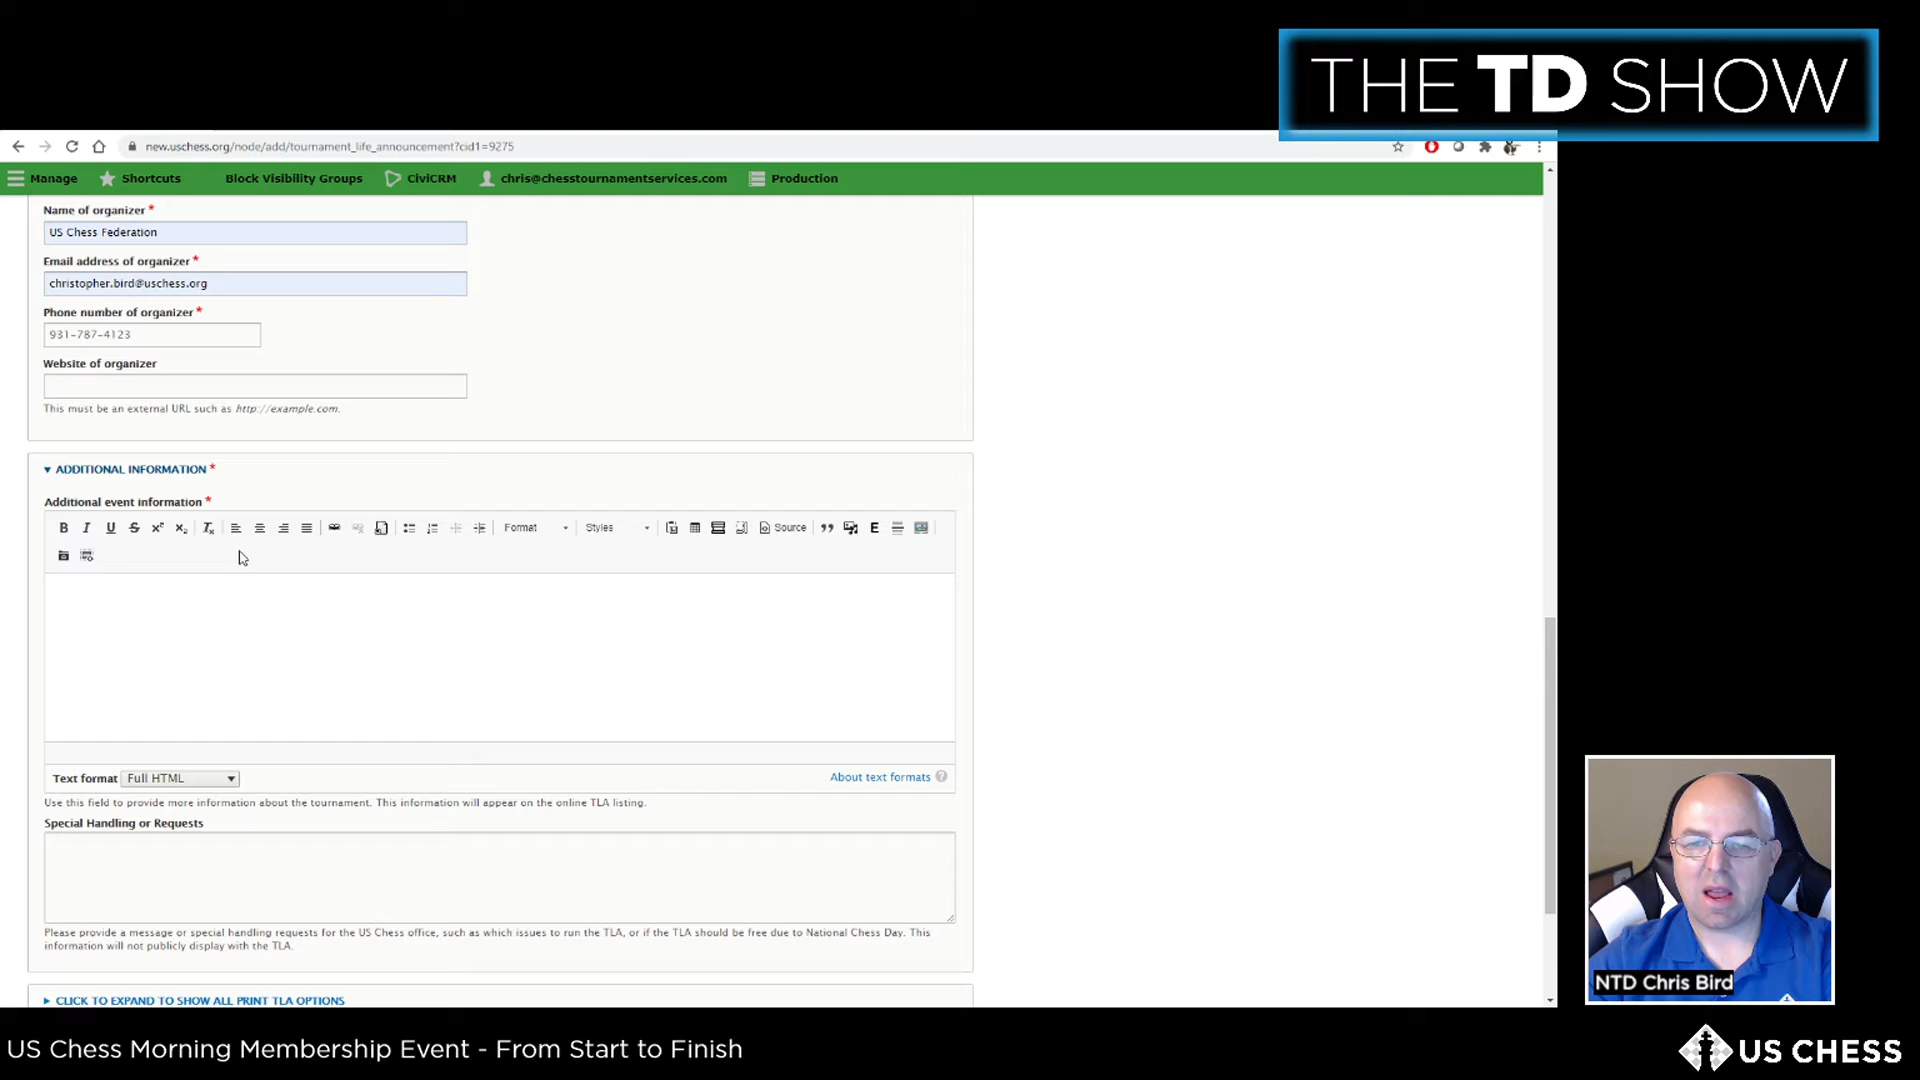 THE TD SHOW
new.uschess.org/node/add/tournament_life_announcement?cid1=9275
Manage Shortcuts Block Visibility Groups CiviCRM chris@chesstournamentservices.com Production
Name of organizer *
US Chess Federation
Email address of organizer *
christopher.bird@uschess.org
Phone number of organizer *
931-787-4123
Website of organizer
This must be an external URL such as http://example.com.
ADDITIONAL INFORMATION *
Additional event information *
B I U S x² x₂ Tx Format Styles Source E
Text format Full HTML About text formats ?
Use this field to provide more information about the tournament. This information will appear on the online TLA listing.
Special Handling or Requests
Please provide a message or special handling requests for the US Chess office, such as which issues to run the TLA, or if the TLA should be free due to National Chess Day. This
information will not publicly display with the TLA.
CLICK TO EXPAND TO SHOW ALL PRINT TLA OPTIONS
NTD Chris Bird
US Chess Morning Membership Event - From Start to Finish
US CHESS